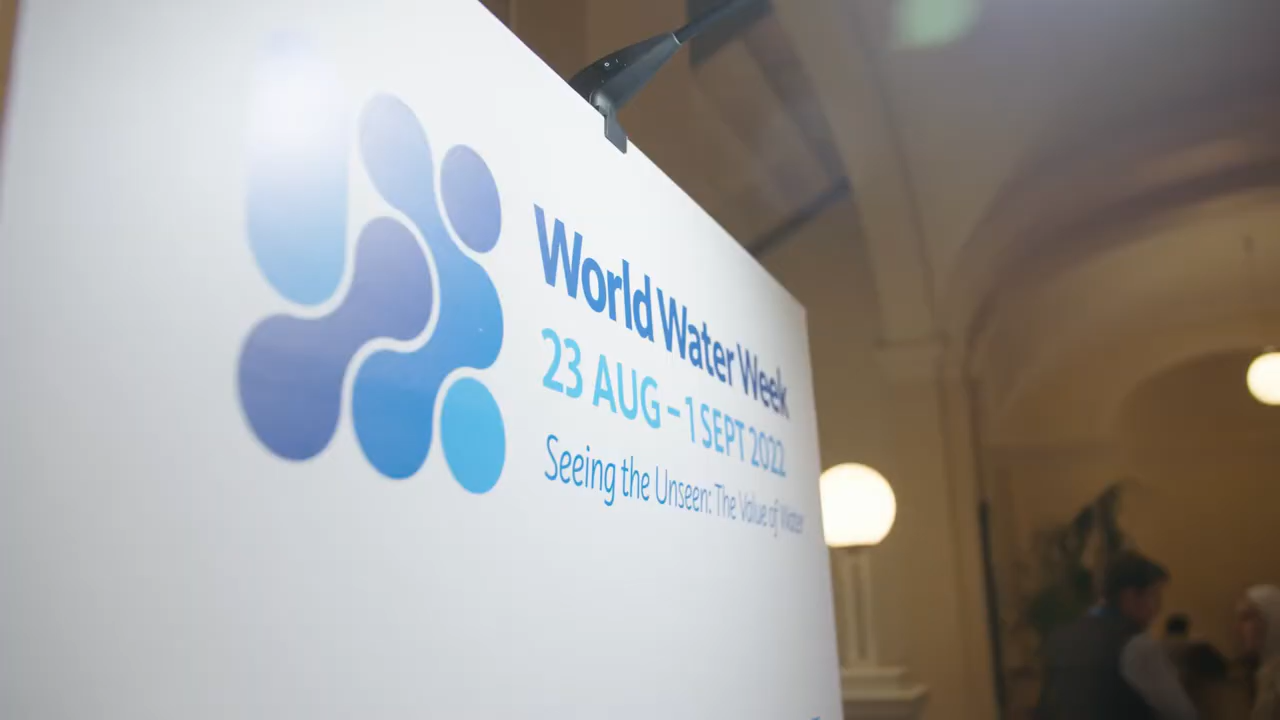 World Water Week
23 AUG – 1 SEPT 2022
Seeing the Unseen: The Value of Water